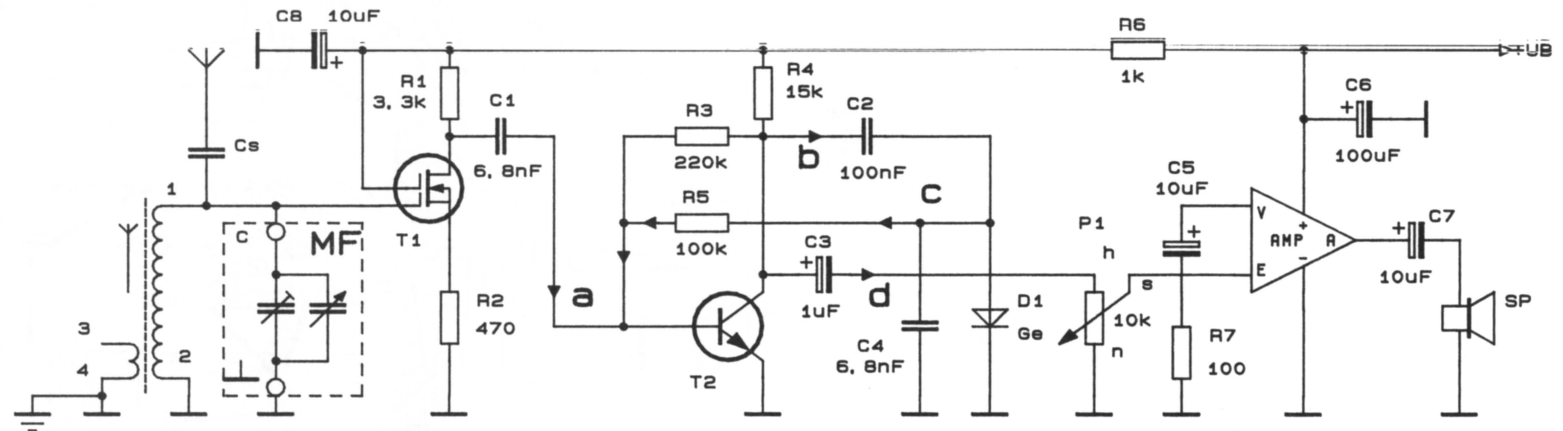 C8 10uF
R6
+UB
1k
R1
3,3k
C1
6,8nF
R4
15k
R3
220k
C2
100nF
b
C6
100uF
Cs
C5
10uF
1
R5
100k
c
C
MF
T1
P1
h
V
+
AMP A
-
E
C7
10uF
C3
1uF
d
s
a
R2
470
D1
Ge
10k
n
SP
3
4
2
T2
C4
6,8nF
R7
100